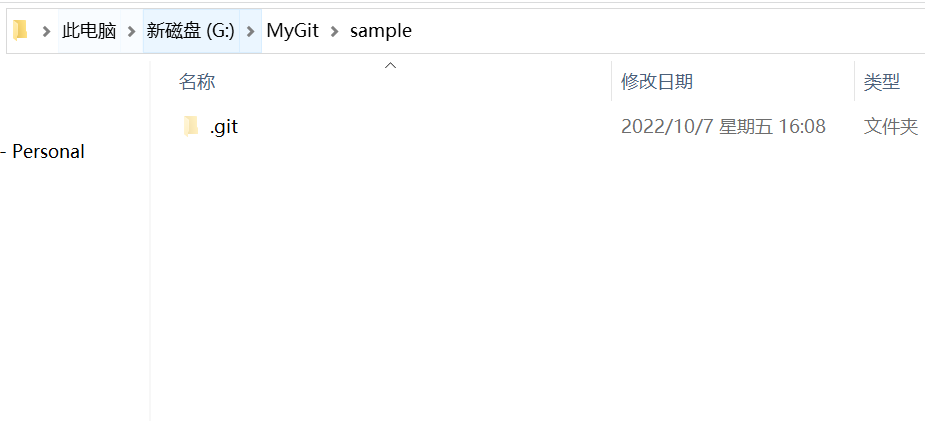 此电脑 新磁盘 (G:) MyGit sample
名称 修改日期 类型
.git 2022/10/7 星期五 16:08 文件夹
- Personal